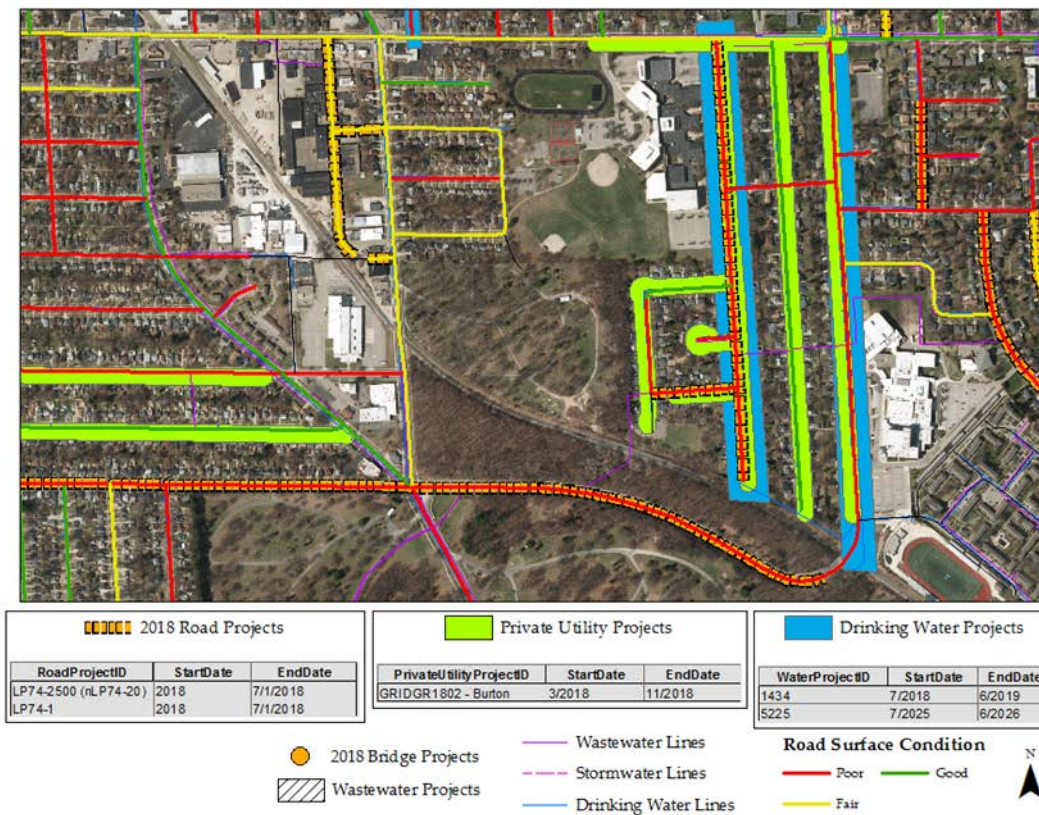 2018 Road Projects
RoadProjectID StartDate EndDate
LP74-2500 (nLP74-20) 2018 7/1/2018
LP74-1 2018 7/1/2018
Private Utility Projects
PrivateUtilityProjectID StartDate EndDate
GRIDGR1802 - Burton 3/2018 11/2018
Drinking Water Projects
WaterProjectID StartDate EndDate
1434 7/2018 6/2019
5225 7/2025 6/2026
2018 Bridge Projects
Wastewater Projects
Wastewater Lines
Stormwater Lines
Drinking Water Lines
Road Surface Condition
Poor Good
Fair
N